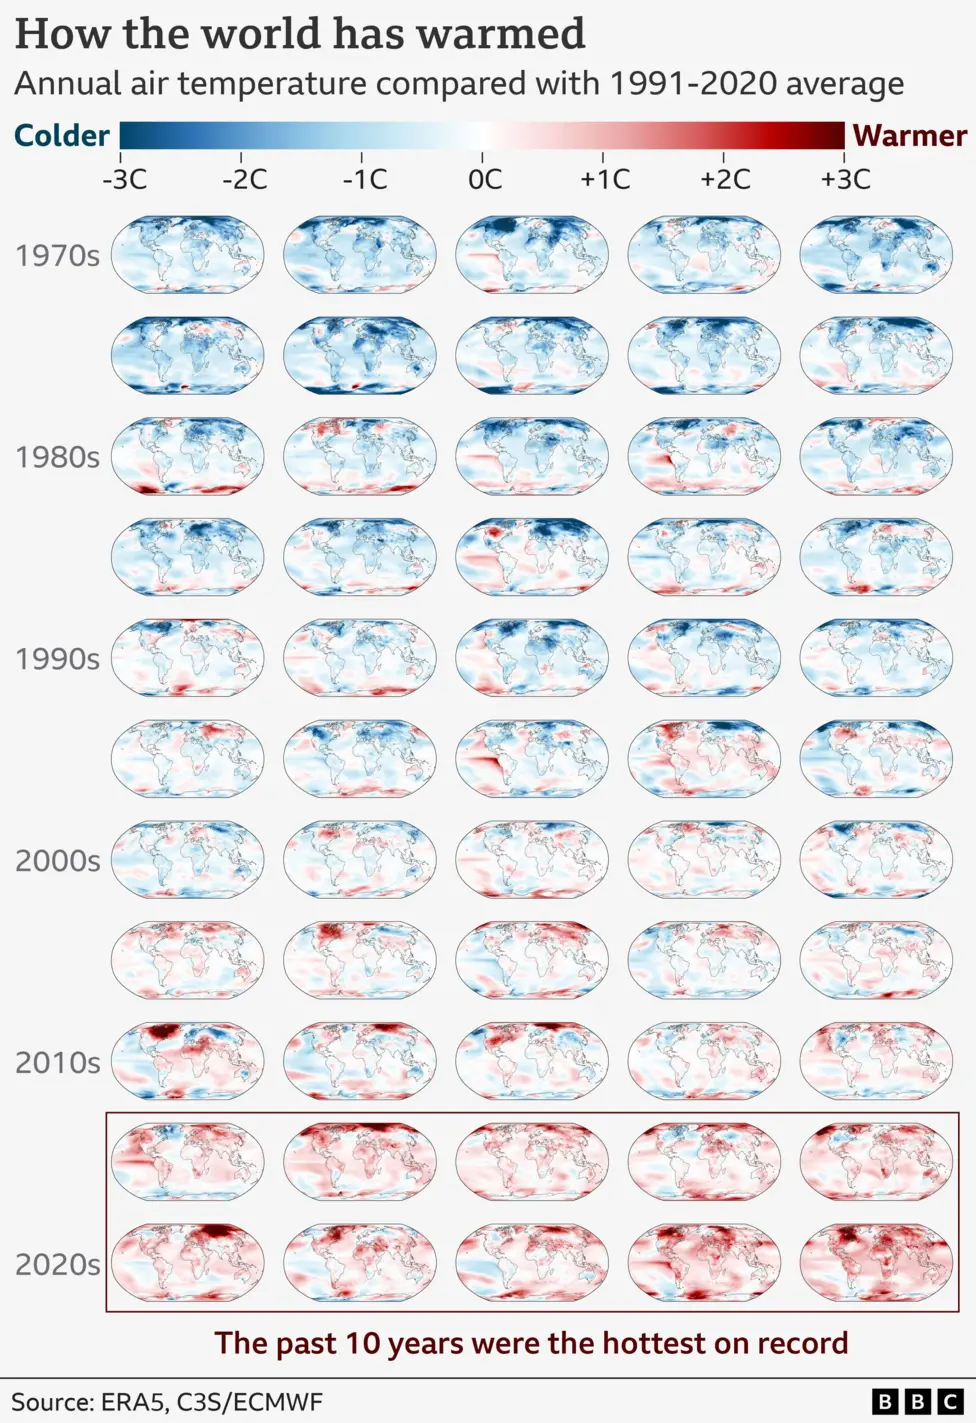 How the world has warmed
Annual air temperature compared with 1991-2020 average
Colder Warmer
-3C -2C -1C 0C +1C +2C +3C
1970s
1980s
1990s
2000s
2010s
2020s
The past 10 years were the hottest on record
Source: ERA5, C3S/ECMWF
BBC